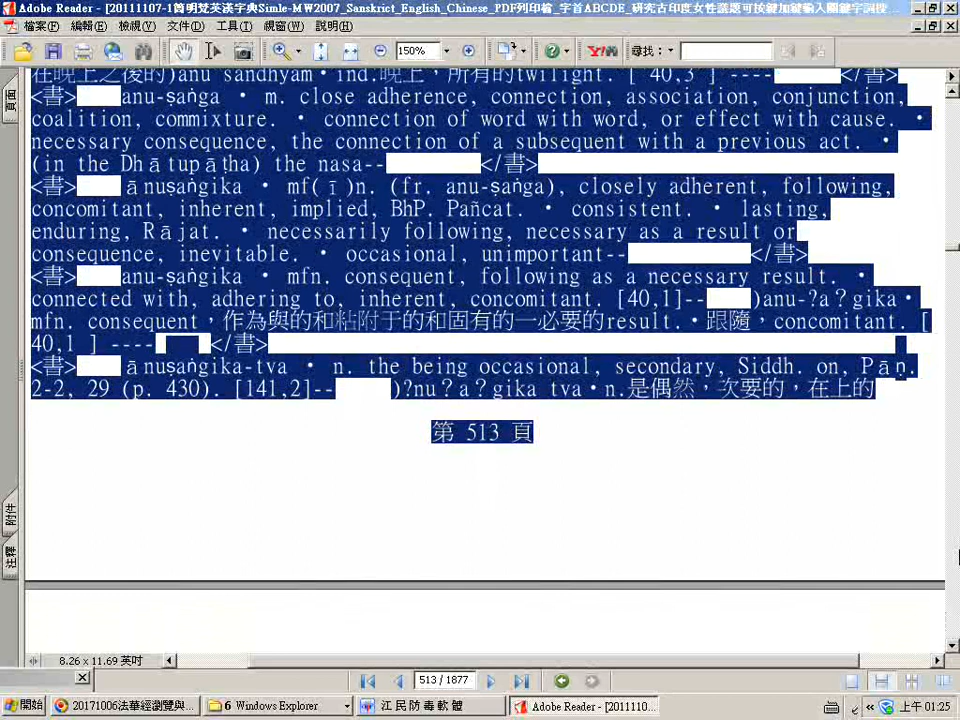 Adobe Reader - [20111107-1簡明梵英漢字典Simle-MW2007_Sanskrict_English_Chinese_PDF列印檔_字首ABCDE_研究古印度女性議題可按鍵加鍵輸入關鍵字詞搜
檔案(F) 編輯(E) 檢視(V) 文件(D) 工具(T) 視窗(W) 說明(H)
150% 尋找：
頁面
在晚上之後的)anu sandhyam•ind.晚上，所有的twilight. [ 40,3 ] ---- </書>
<書> anu-ṣaṅga • m. close adherence, connection, association, conjunction,
coalition, commixture. • connection of word with word, or effect with cause. •
necessary consequence, the connection of a subsequent with a previous act. •
(in the Dhātupāṭha) the nasa-- </書>
<書> ānuṣaṅgika • mf(ī)n. (fr. anu-ṣaṅga), closely adherent, following,
concomitant, inherent, implied, BhP. Pañcat. • consistent. • lasting,
enduring, Rājat. • necessarily following, necessary as a result or
consequence, inevitable. • occasional, unimportant-- </書>
<書> anu-ṣaṅgika • mfn. consequent, following as a necessary result. •
connected with, adhering to, inherent, concomitant. [40,1]-- )anu-?a？gika•
mfn. consequent，作為與的和粘附于的和固有的一必要的result.•跟隨，concomitant. [
40,1 ] ---- </書>
<書> ānuṣaṅgika-tva • n. the being occasional, secondary, Siddh. on, Pāṇ.
2-2, 29 (p. 430). [141,2]-- )?nu？a？gika tva•n.是偶然，次要的，在上的
第 513 頁
附件
注釋
8.26 x 11.69 英吋
513 / 1877
開始 20171006法華經瀏覽與... 6 Windows Explorer 江民防毒軟體 Adobe Reader - [201110... 上午 01:25